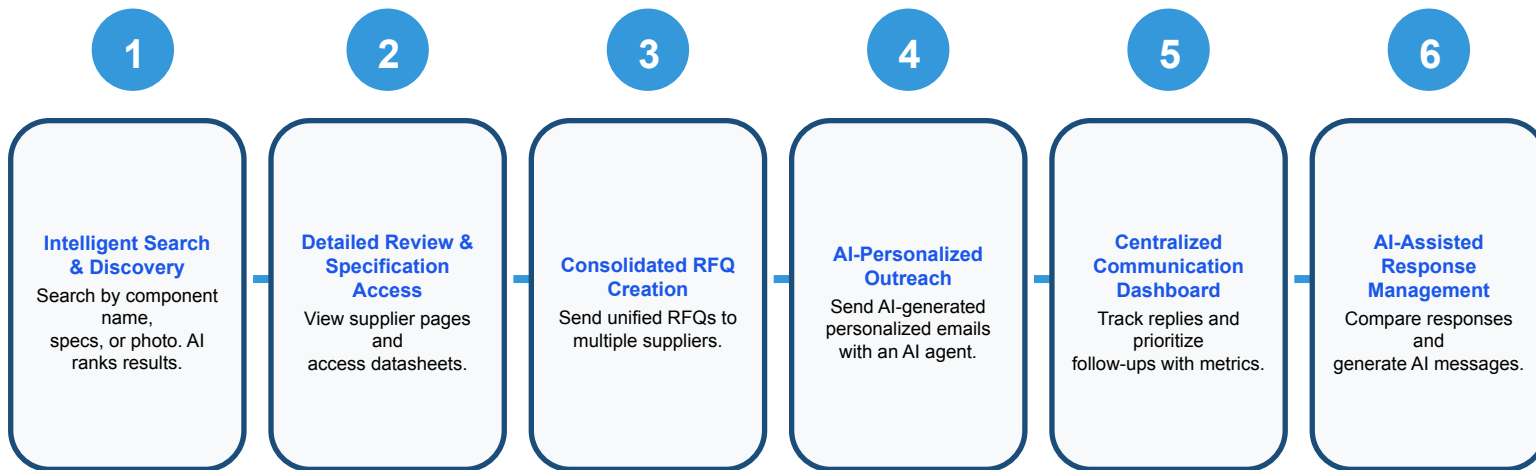 1
2
3
4
5
6
Intelligent Search
& Discovery
Search by component
name,
specs, or photo. AI
ranks results.
Detailed Review &
Specification
Access
View supplier pages
and
access datasheets.
Consolidated RFQ
Creation
Send unified RFQs to
multiple suppliers.
AI-Personalized
Outreach
Send AI-generated
personalized emails
with an AI agent.
Centralized
Communication
Dashboard
Track replies and
prioritize
follow-ups with metrics.
AI-Assisted
Response
Management
Compare responses
and
generate AI messages.